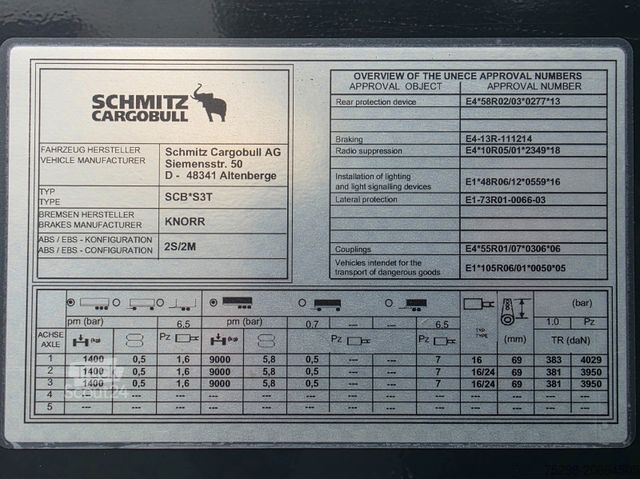 SCHMITZ
CARGOBULL
FAHRZEUG HERSTELLER
VEHICLE MANUFACTURER
Schmitz Cargobull AG
Siemensstr. 50
D - 48341 Altenberge
TYP
TYPE
SCB*S3T
BREMSEN HERSTELLER
BRAKES MANUFACTURER
KNORR
ABS / EBS - KONFIGURATION
ABS / EBS - CONFIGURATION
2S/2M
OVERVIEW OF THE UNECE APPROVAL NUMBERS
APPROVAL OBJECT APPROVAL NUMBER
Rear protection device E4*58R02/03*0277*13
Braking E4-13R-111214
Radio suppression E4*10R05/01*2349*18
Installation of lighting
and light signalling devices E1*48R06/12*0559*16
Lateral protection E1-73R01-0066-03
Couplings E4*55R01/07*0306*06
Vehicles intendet for the
transport of dangerous goods E1*105R06/01*0050*05
(bar)
pm (bar) 6.5 pm (bar) 0.7 --- --- 6.5 TYP TYPE (mm) 1.0 Pz
ACHSE
AXLE
(kg) Pz (kg) Pz Pz TR (daN)
1 1400 0,5 1,6 9000 5,8 --- --- --- 7 16 69 383 4029
2 1400 0,5 1,6 9000 5,8 --- --- --- 7 16/24 69 381 3950
3 1400 0,5 1,6 9000 5,8 --- --- --- 7 16/24 69 381 3950
4 --- --- --- --- --- --- --- --- --- --- --- --- ---
5 --- --- --- --- --- --- --- --- --- --- --- --- ---
SCOUT24